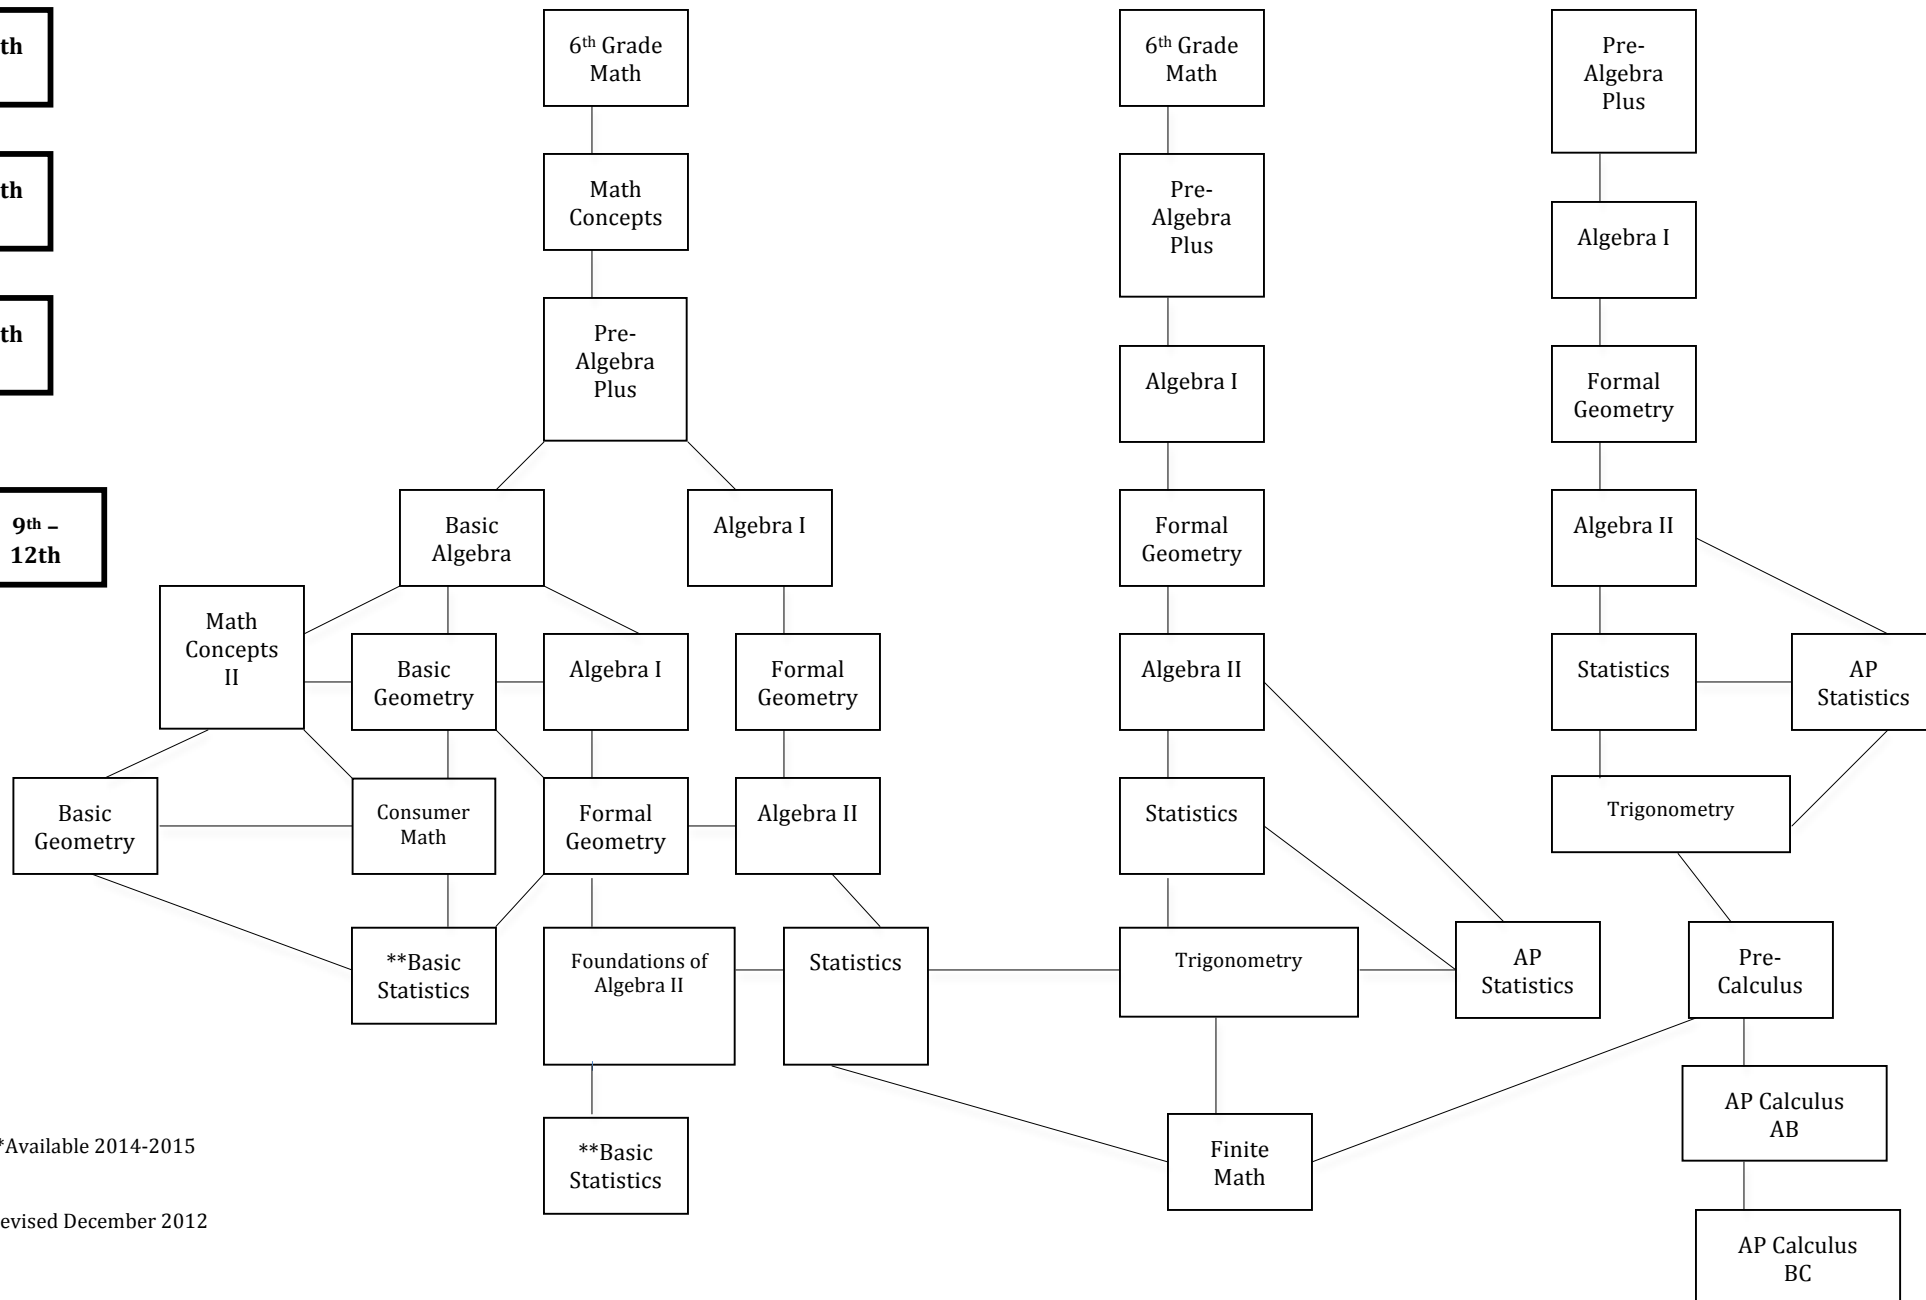 th
6th Grade
Math
6th Grade
Math
Pre-
Algebra
Plus
th
Math
Concepts
Pre-
Algebra
Plus
Algebra I
th
Pre-
Algebra
Plus
Algebra I
Formal
Geometry
9th –
12th
Basic
Algebra
Algebra I
Formal
Geometry
Algebra II
Math
Concepts
II
Basic
Geometry
Algebra I
Formal
Geometry
Algebra II
Statistics
AP
Statistics
Basic
Geometry
Consumer
Math
Formal
Geometry
Algebra II
Statistics
Trigonometry
**Basic
Statistics
Foundations of
Algebra II
Statistics
Trigonometry
AP
Statistics
Pre-
Calculus
AP Calculus
AB
*Available 2014-2015
**Basic
Statistics
Finite
Math
evised December 2012
AP Calculus
BC